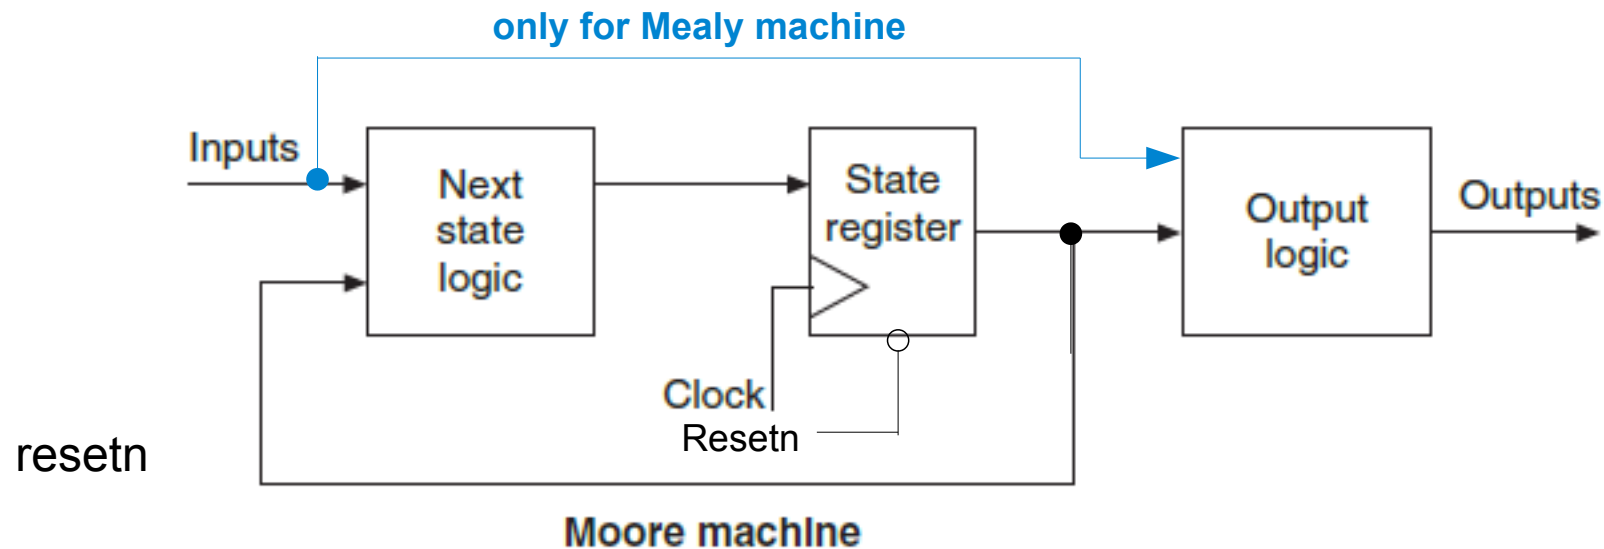 only for Mealy machine
Inputs
Next
state
logic
State
register
Output
logic
Outputs
Clock
Resetn
resetn
Moore machine